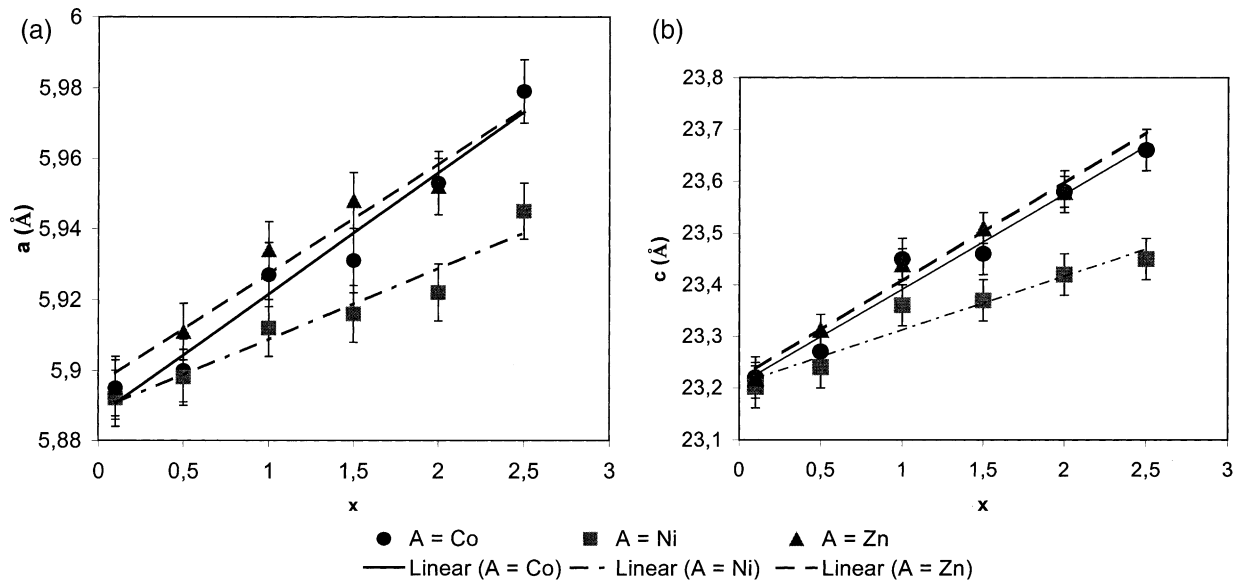 (a)
6
5,98
5,96
5,94
5,92
5,9
5,88
a (Å)
0 0,5 1 1,5 2 2,5 3
x
(b)
23,8
23,7
23,6
23,5
23,4
23,3
23,2
23,1
c (Å)
0 0,5 1 1,5 2 2,5 3
x
A = Co A = Ni A = Zn
Linear (A = Co) Linear (A = Ni) Linear (A = Zn)